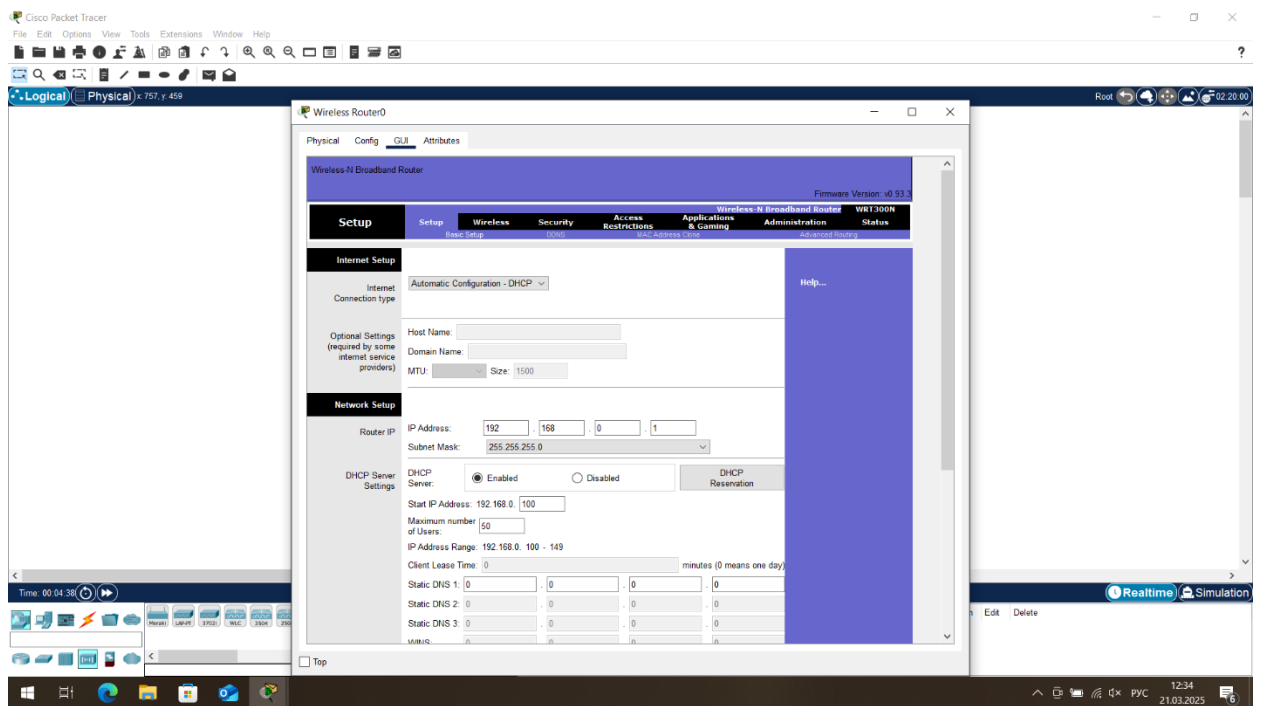 Cisco Packet Tracer
File Edit Options View Tools Extensions Window Help
?
Logical Physical x: 757, y: 459
Root 02:20:00
Wireless Router0
Physical Config GUI Attributes
Wireless-N Broadband Router
Firmware Version: v0.93.3
Wireless-N Broadband Router WRT300N
Setup
Setup Wireless Security Access Restrictions Applications & Gaming Administration Status
Basic Setup DDNS MAC Address Clone Advanced Routing
Internet Setup
Internet Connection type
Automatic Configuration - DHCP
Help...
Optional Settings (required by some internet service providers)
Host Name:
Domain Name:
MTU: Size: 1500
Network Setup
Router IP
IP Address: 192 . 168 . 0 . 1
Subnet Mask: 255.255.255.0
DHCP Server Settings
DHCP Server: Enabled Disabled DHCP Reservation
Start IP Address: 192.168.0. 100
Maximum number of Users: 50
IP Address Range: 192.168.0. 100 - 149
Client Lease Time: 0 minutes (0 means one day)
Static DNS 1: 0 . 0 . 0 . 0
Static DNS 2: 0 . 0 . 0 . 0
Static DNS 3: 0 . 0 . 0 . 0
WINS: 0 0 0 0
Top
Time: 00:04:38
Realtime Simulation
Meraki LAP-PT 3702i WLC 3504
Edit Delete
РУС
12:34
21.03.2025
6